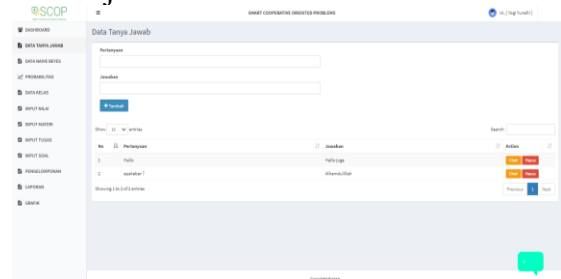 SCOP
SMART COOPERATIVE ORIENTED PROBLEMS
Hi, [ Yogi Yunefri ]
DASHBOARD
DATA TANYA JAWAB
DATA NAIVE BEYES
PROBABILITAS
DATA KELAS
INPUT NILAI
INPUT MATERI
INPUT TUGAS
INPUT SOAL
PENGELOMPOKAN
LAPORAN
GRAFIK
Data Tanya Jawab
Pertanyaan
Jawaban
+ Tambah
Show 10 entries
Search:
No Pertanyaan Jawaban Action
1 Hallo Hallo juga Ubah Hapus
2 apakabar ? Alhamdulillah Ubah Hapus
Showing 1 to 2 of 2 entries
Previous 1 Next